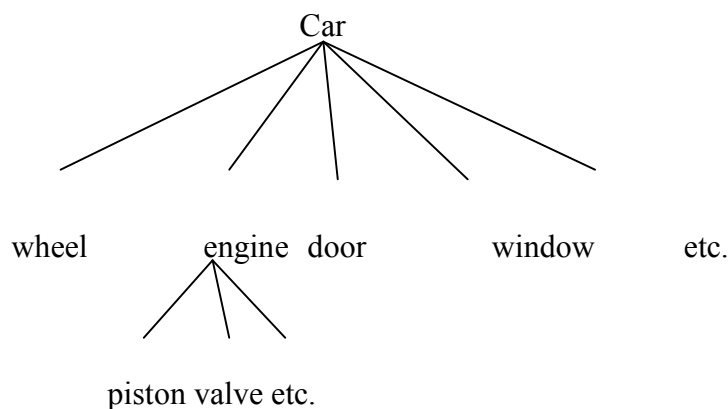 Car
wheel engine door window etc.
piston valve etc.